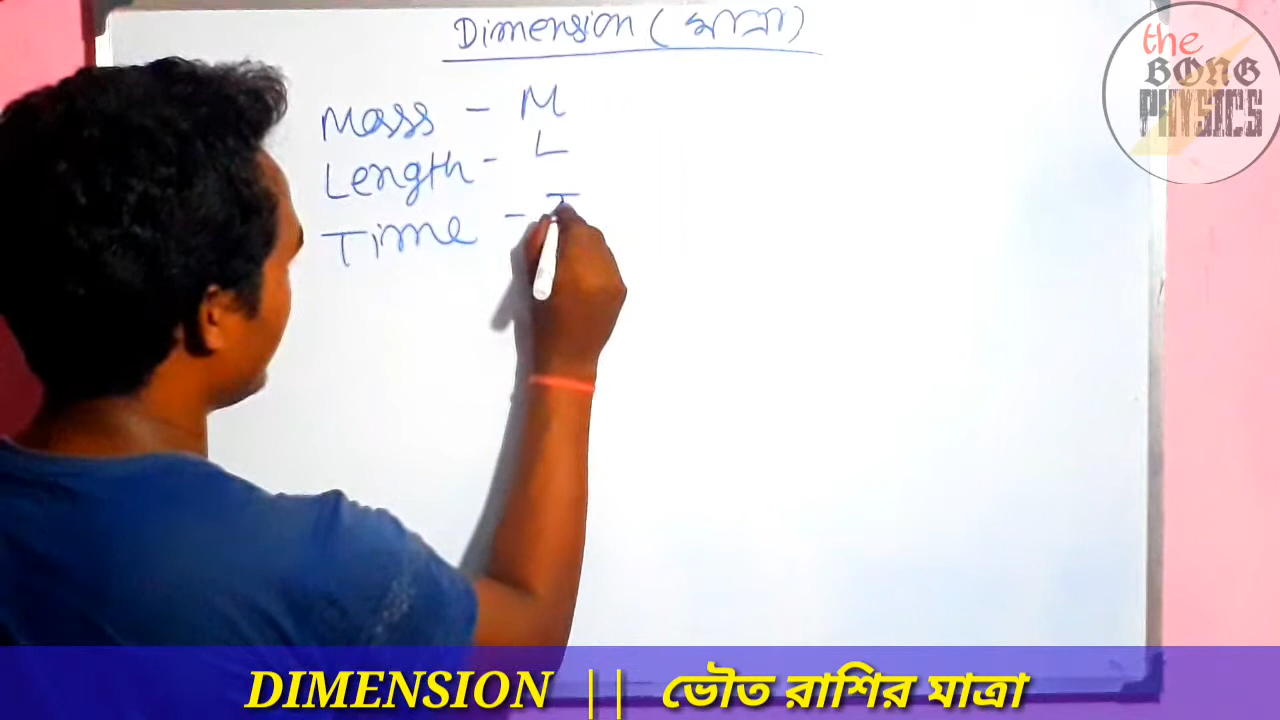 Dimension (মাত্রা)
the
BONG
PHYSICS
Mass - M
Length - L
Time - T
DIMENSION || ভৌত রাশির মাত্রা